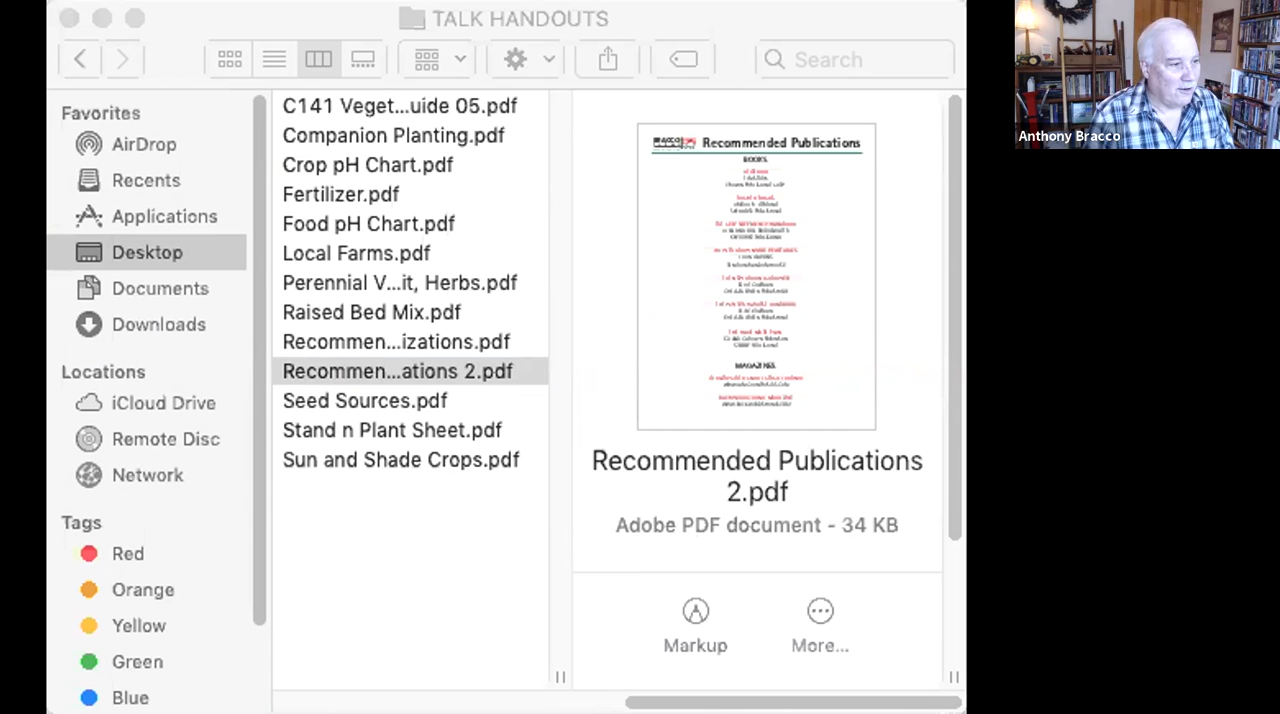 TALK HANDOUTS
Search
Favorites
AirDrop
Recents
Applications
Desktop
Documents
Downloads
Locations
iCloud Drive
Remote Disc
Network
Tags
Red
Orange
Yellow
Green
Blue
C141 Veget...uide 05.pdf
Companion Planting.pdf
Crop pH Chart.pdf
Fertilizer.pdf
Food pH Chart.pdf
Local Farms.pdf
Perennial V...it, Herbs.pdf
Raised Bed Mix.pdf
Recommen...izations.pdf
Recommen...ations 2.pdf
Seed Sources.pdf
Stand n Plant Sheet.pdf
Sun and Shade Crops.pdf
Recommended Publications
BOOKS
MAGAZINES
Recommended Publications
2.pdf
Adobe PDF document - 34 KB
Markup
More...
Anthony Bracco